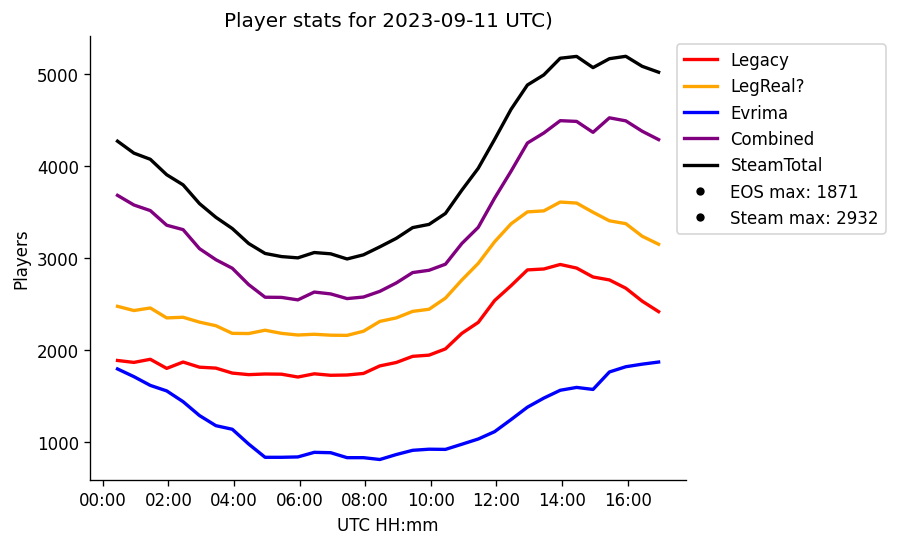 Player stats for 2023-09-11 UTC)
Legacy
LegReal?
Evrima
Combined
SteamTotal
EOS max: 1871
Steam max: 2932
Players
5000
4000
3000
2000
1000
00:00 02:00 04:00 06:00 08:00 10:00 12:00 14:00 16:00
UTC HH:mm